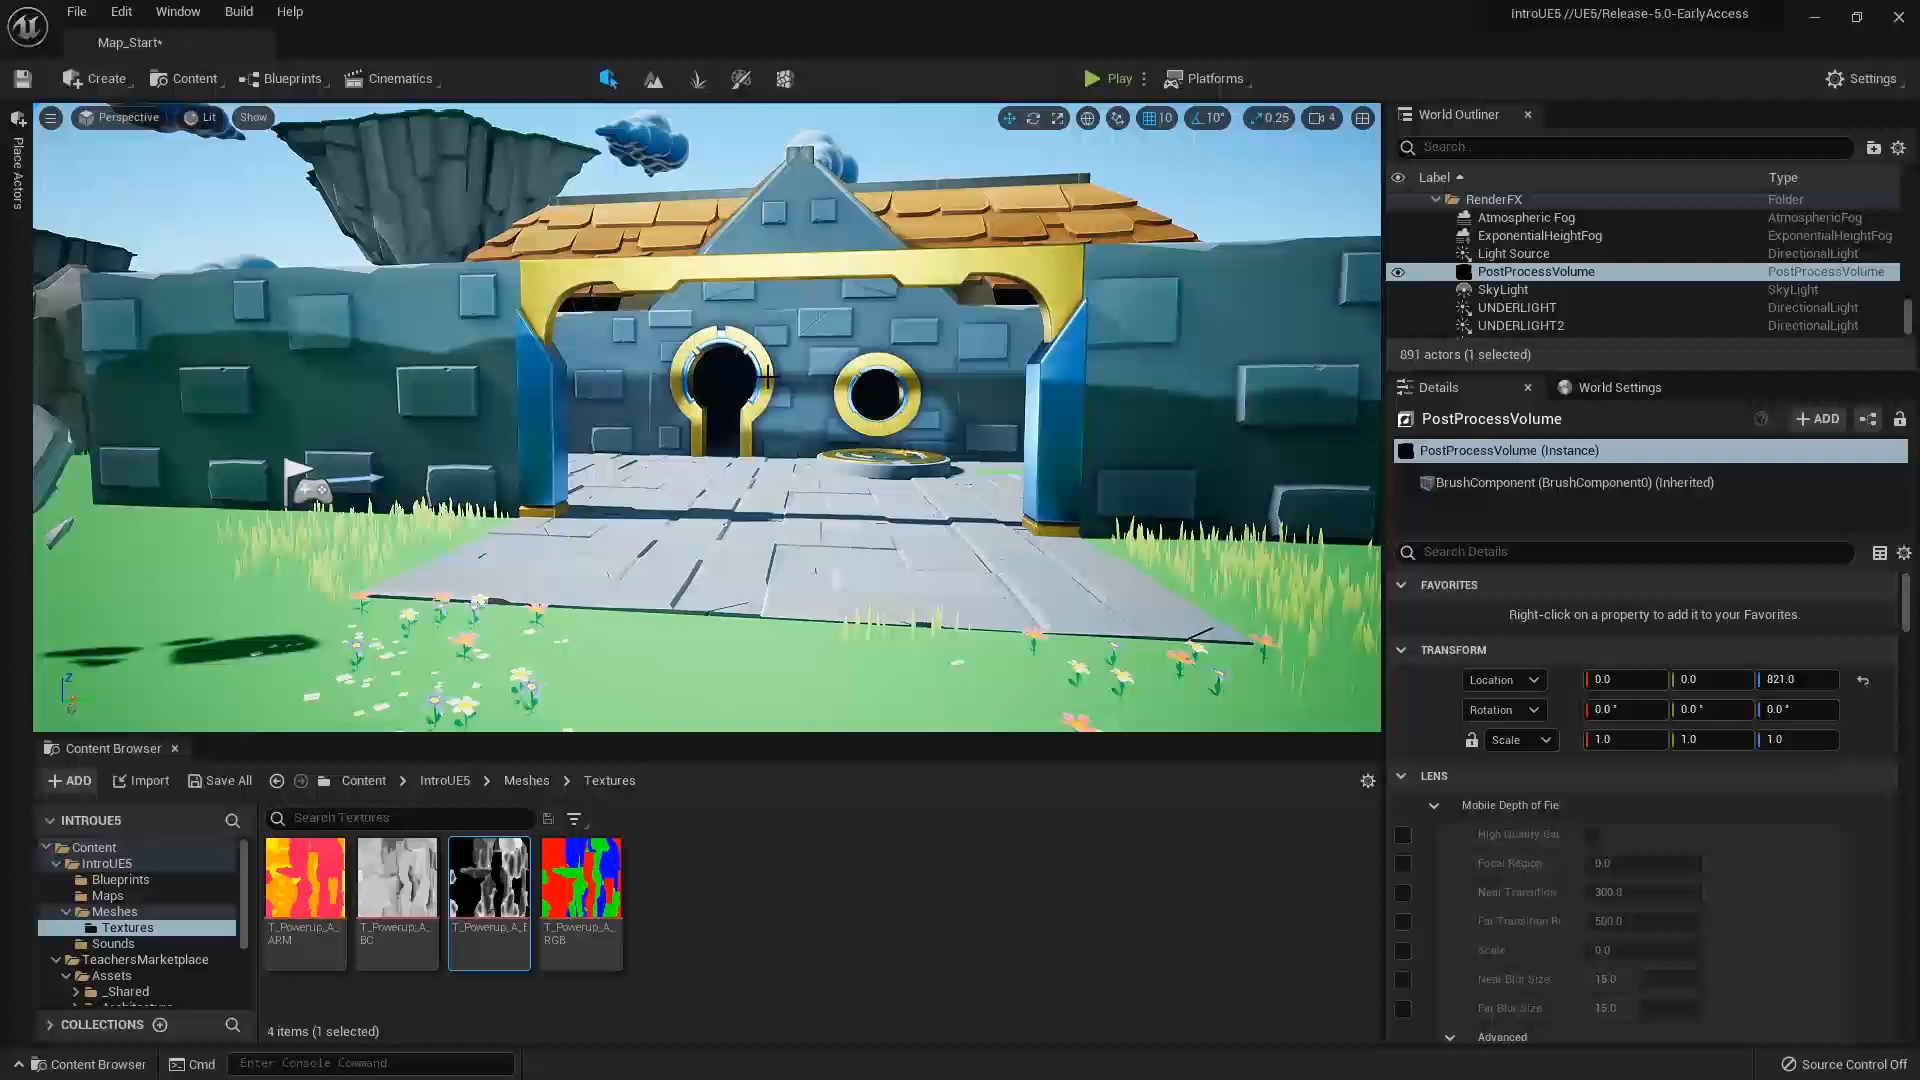 File Edit Window Build Help
IntroUE5 //UE5/Release-5.0-EarlyAccess
Map_Start*
Create Content Blueprints Cinematics Play Platforms Settings
Place Actors
Perspective Lit Show 10 10° 0.25 4
Z
World Outliner
Search..
Label Type
RenderFX Folder
Atmospheric Fog AtmosphericFog
ExponentialHeightFog ExponentialHeightFog
Light Source DirectionalLight
PostProcessVolume PostProcessVolume
SkyLight SkyLight
UNDERLIGHT DirectionalLight
UNDERLIGHT2 DirectionalLight
891 actors (1 selected)
Details World Settings
PostProcessVolume + ADD
PostProcessVolume (Instance)
BrushComponent (BrushComponent0) (Inherited)
Search Details
FAVORITES
Right-click on a property to add it to your Favorites.
TRANSFORM
Location 0.0 0.0 821.0
Rotation 0.0° 0.0° 0.0°
Scale 1.0 1.0 1.0
LENS
Mobile Depth of Fie
High Quality Gau
Focal Region 0.0
Near Transition 300.0
Far Transition Ri 500.0
Scale 0.0
Near Blur Size 15.0
Far Blur Size 15.0
Advanced
Content Browser
+ ADD Import Save All Content IntroUE5 Meshes Textures
INTROUE5
Content
IntroUE5
Blueprints
Maps
Meshes
Textures
Sounds
TeachersMarketplace
Assets
_Shared
COLLECTIONS
Search Textures
T_Powerup_A_
ARM
T_Powerup_A_
BC
T_Powerup_A_E
T_Powerup_A_
RGB
4 items (1 selected)
Content Browser Cmd Enter Console Command Source Control Off